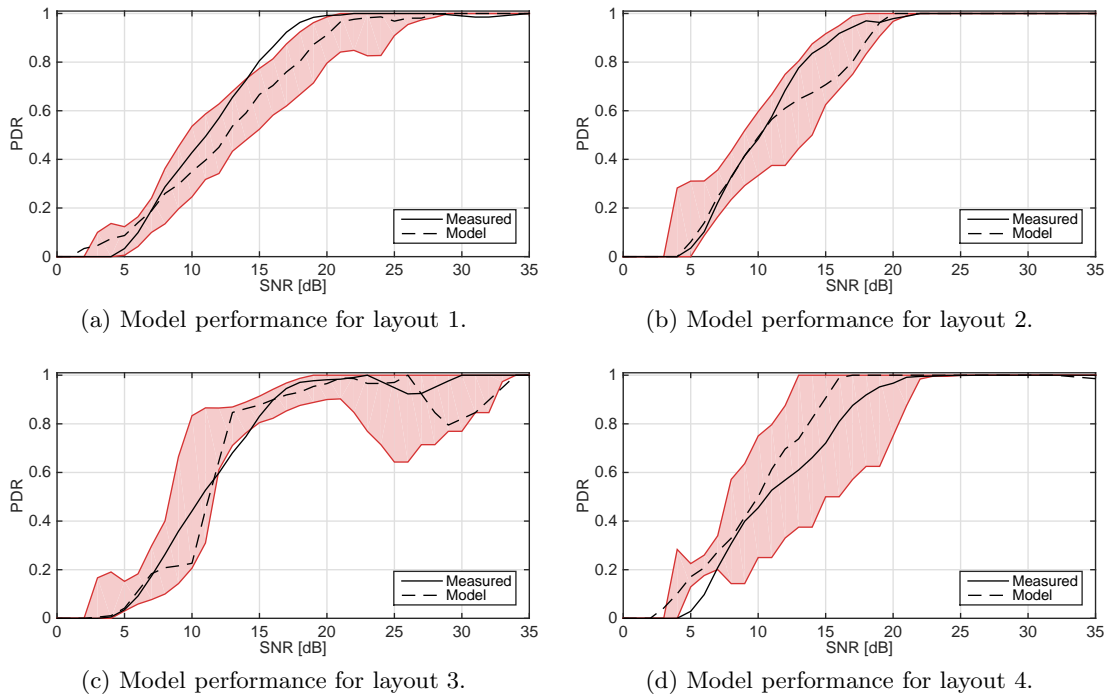 1
0.8
0.6
0.4
0.2
0
PDR
0 5 10 15 20 25 30 35
SNR [dB]
Measured
Model
(a) Model performance for layout 1.
1
0.8
0.6
0.4
0.2
0
PDR
0 5 10 15 20 25 30 35
SNR [dB]
Measured
Model
(b) Model performance for layout 2.
1
0.8
0.6
0.4
0.2
0
PDR
0 5 10 15 20 25 30 35
SNR [dB]
Measured
Model
(c) Model performance for layout 3.
1
0.8
0.6
0.4
0.2
0
PDR
0 5 10 15 20 25 30 35
SNR [dB]
Measured
Model
(d) Model performance for layout 4.